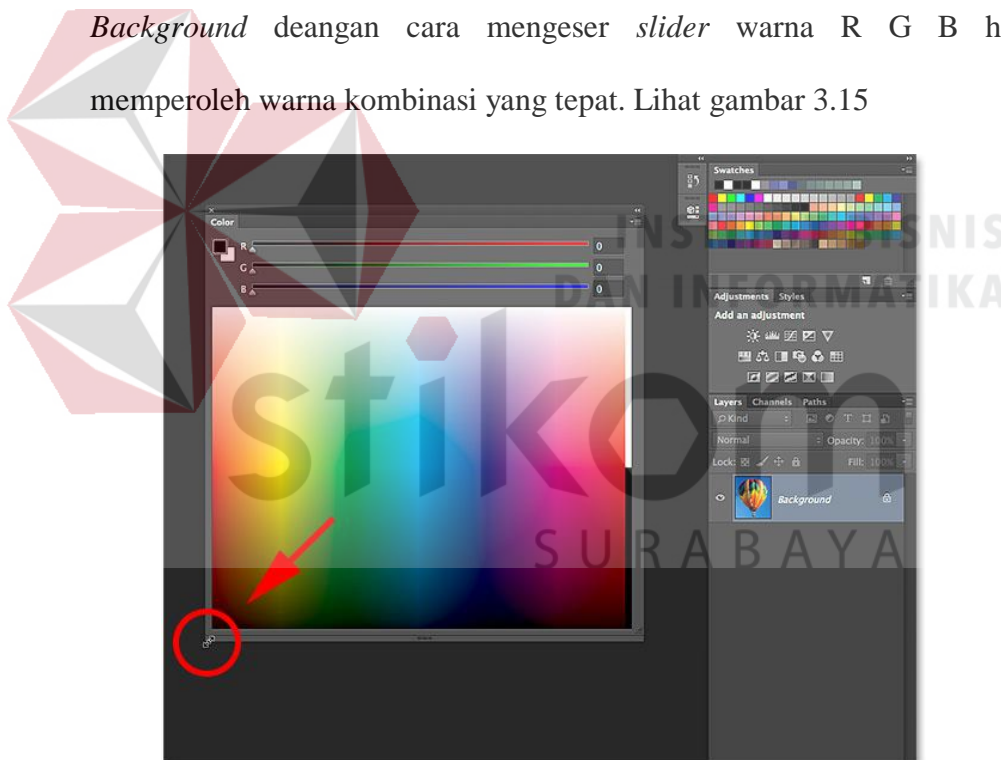 Background deangan cara mengeser slider warna R G B h
memperoleh warna kombinasi yang tepat. Lihat gambar 3.15
Swatches
Color
R 0
G 0
B 0
Adjustments Styles
Add an adjustment
Layers Channels Paths
Kind
Normal Opacity: 100%
Lock: Fill: 100%
Background
DAN INFORMATIKA
stikom
SURABAYA